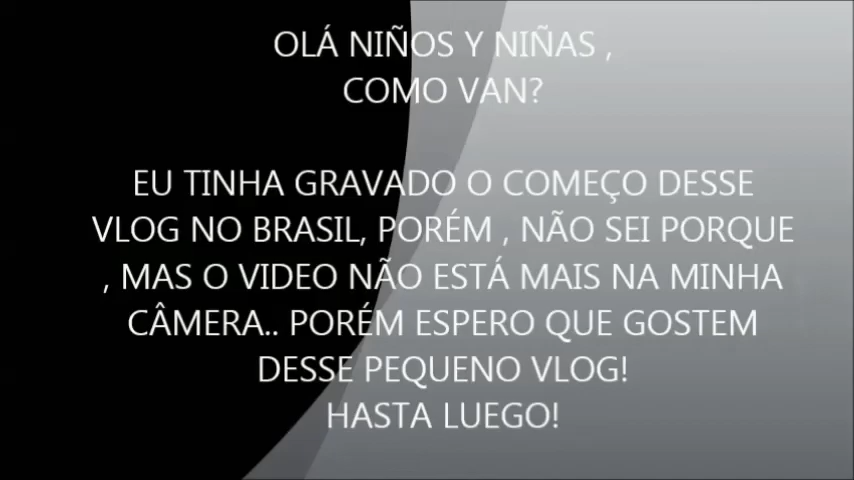 OLÁ NIÑOS Y NIÑAS ,
COMO VAN?
EU TINHA GRAVADO O COMEÇO DESSE
VLOG NO BRASIL, PORÉM , NÃO SEI PORQUE
, MAS O VIDEO NÃO ESTÁ MAIS NA MINHA
CÂMERA.. PORÉM ESPERO QUE GOSTEM
DESSE PEQUENO VLOG!
HASTA LUEGO!